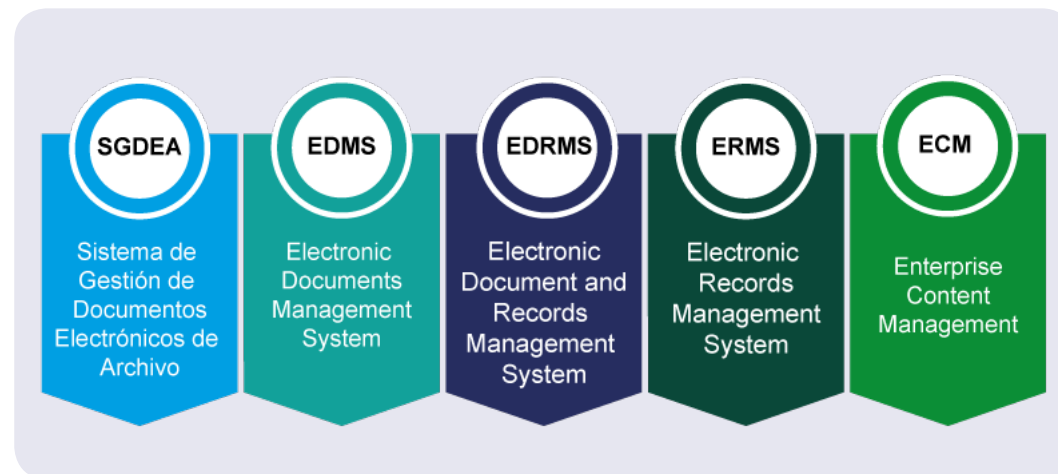 SGDEA
Sistema de
Gestión de
Documentos
Electrónicos de
Archivo
EDMS
Electronic
Documents
Management
System
EDRMS
Electronic
Document and
Records
Management
System
ERMS
Electronic
Records
Management
System
ECM
Enterprise
Content
Management